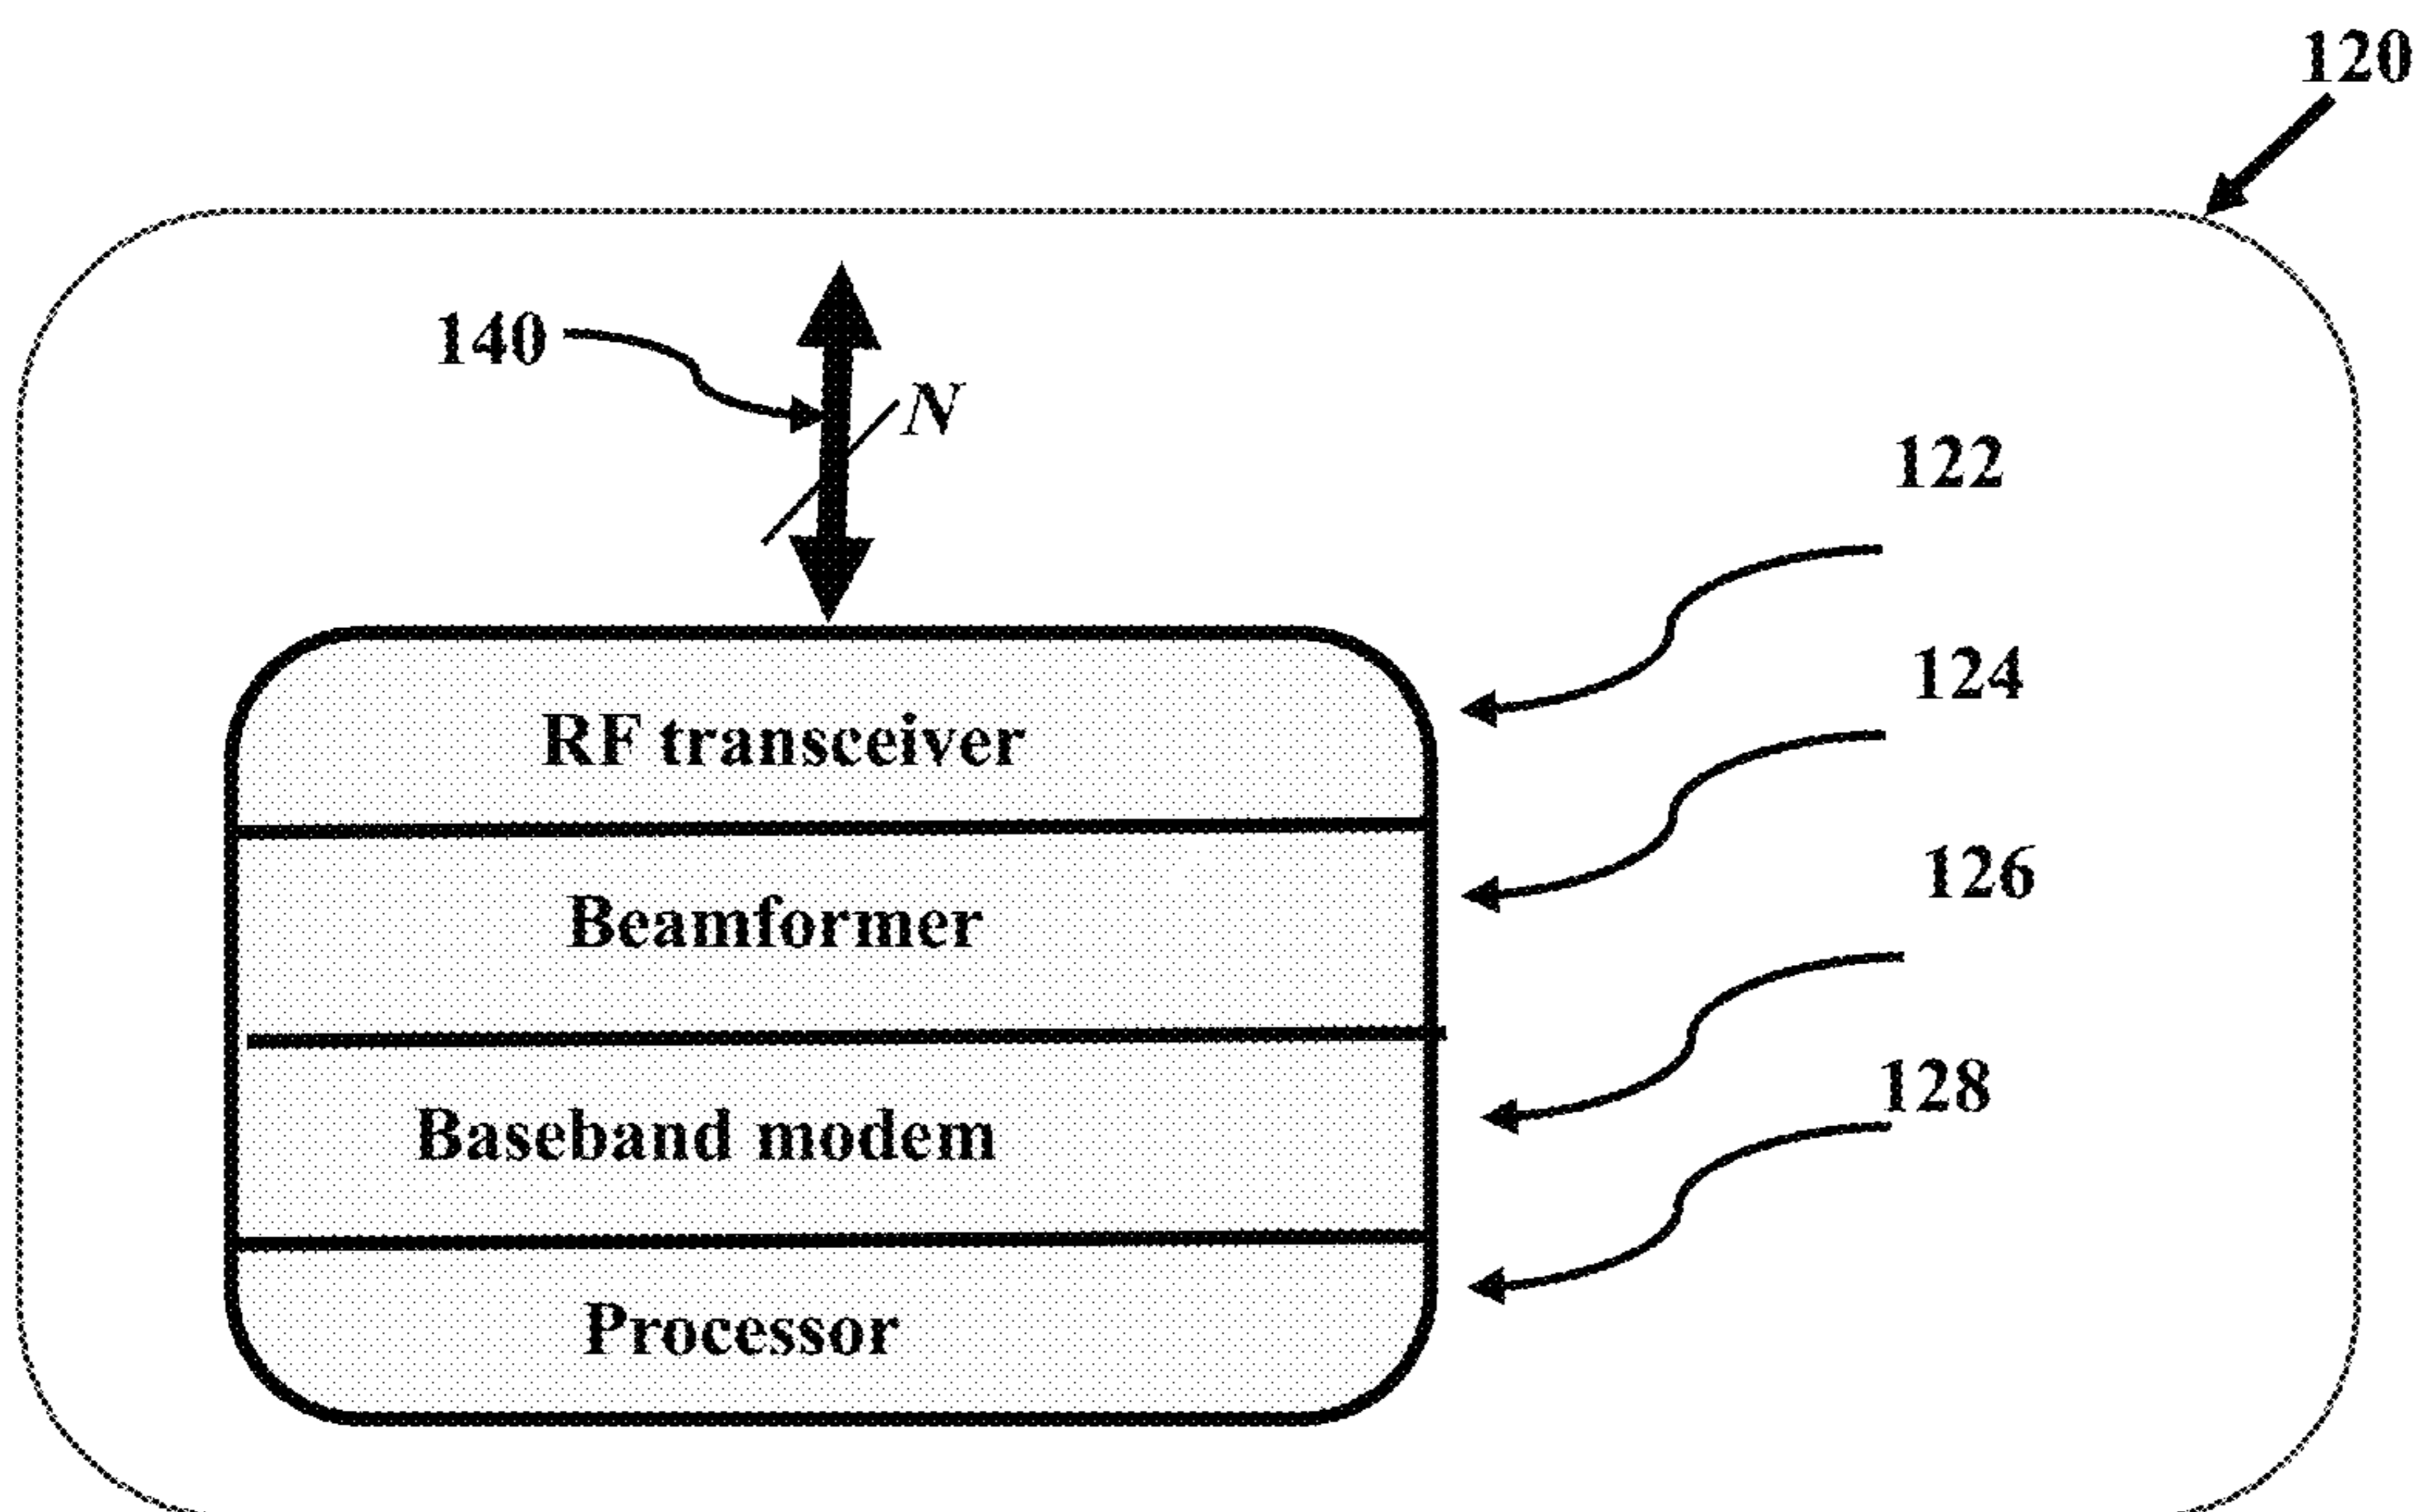 120
140
N
122
124
RF transceiver
126
Beamformer
128
Baseband modem
Processor